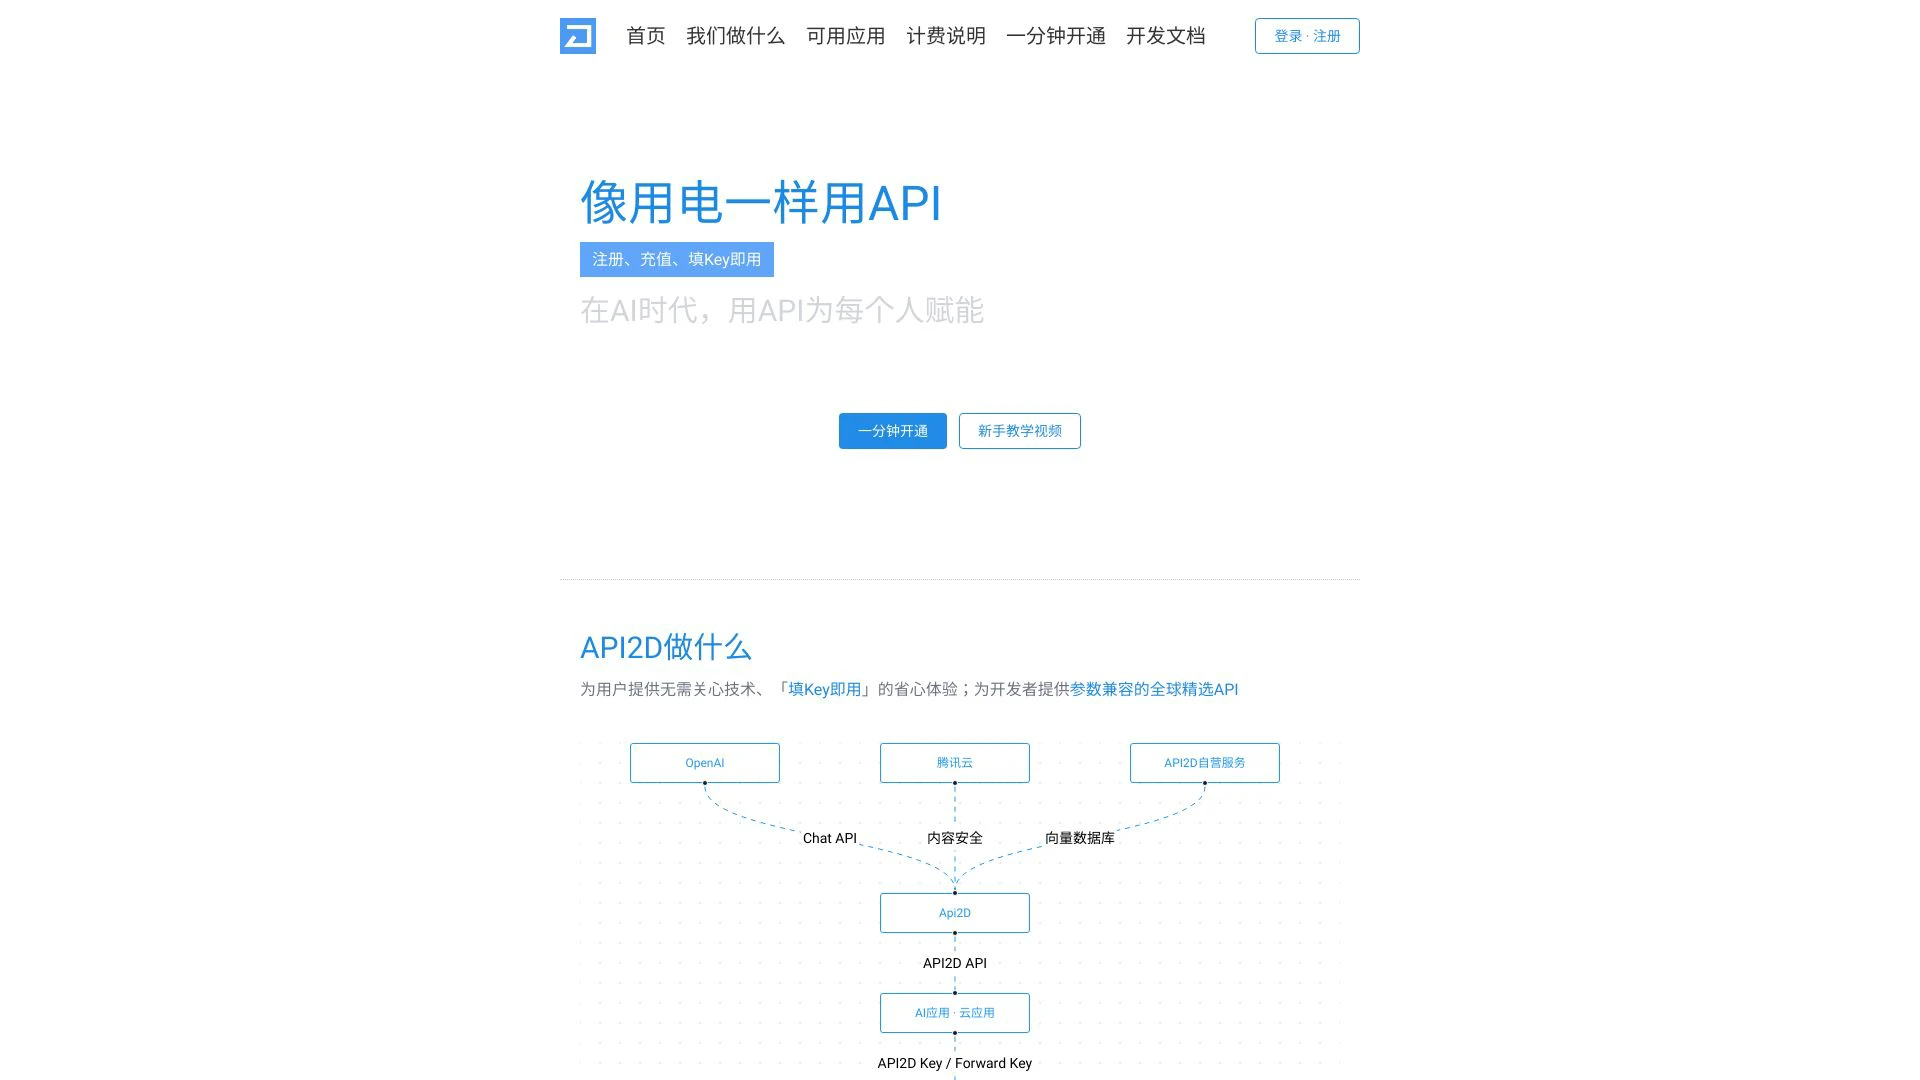 首页 我们做什么 可用应用 计费说明 一分钟开通 开发文档 登录 · 注册
像用电一样用API
注册、充值、填Key即用
在AI时代，用API为每个人赋能
一分钟开通 新手教学视频
API2D做什么
为用户提供无需关心技术、「填Key即用」的省心体验；为开发者提供参数兼容的全球精选API
OpenAI 腾讯云 API2D自营服务
Chat API 内容安全 向量数据库
Api2D
API2D API
AI应用 · 云应用
API2D Key / Forward Key